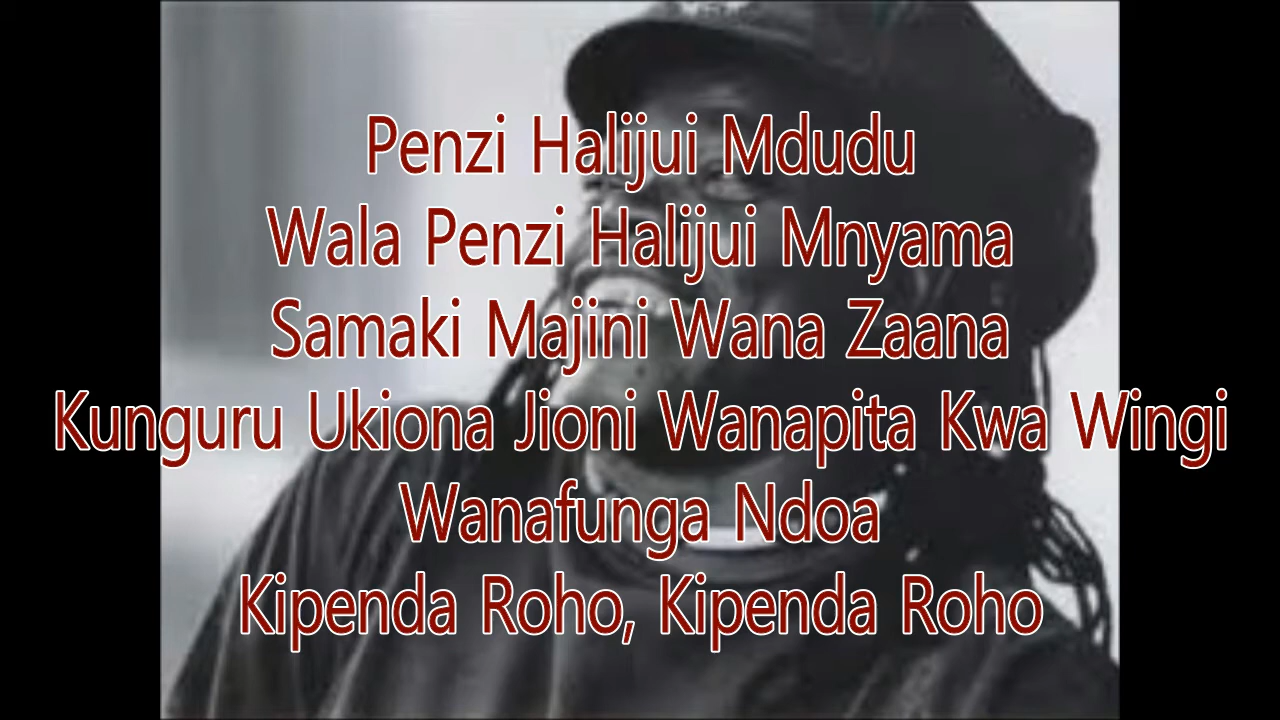 Penzi Halijui Mdudu
Wala Penzi Halijui Mnyama
Samaki Majini Wana Zaana
Kunguru Ukiona Jioni Wanapita Kwa Wingi
Wanafunga Ndoa
Kipenda Roho, Kipenda Roho